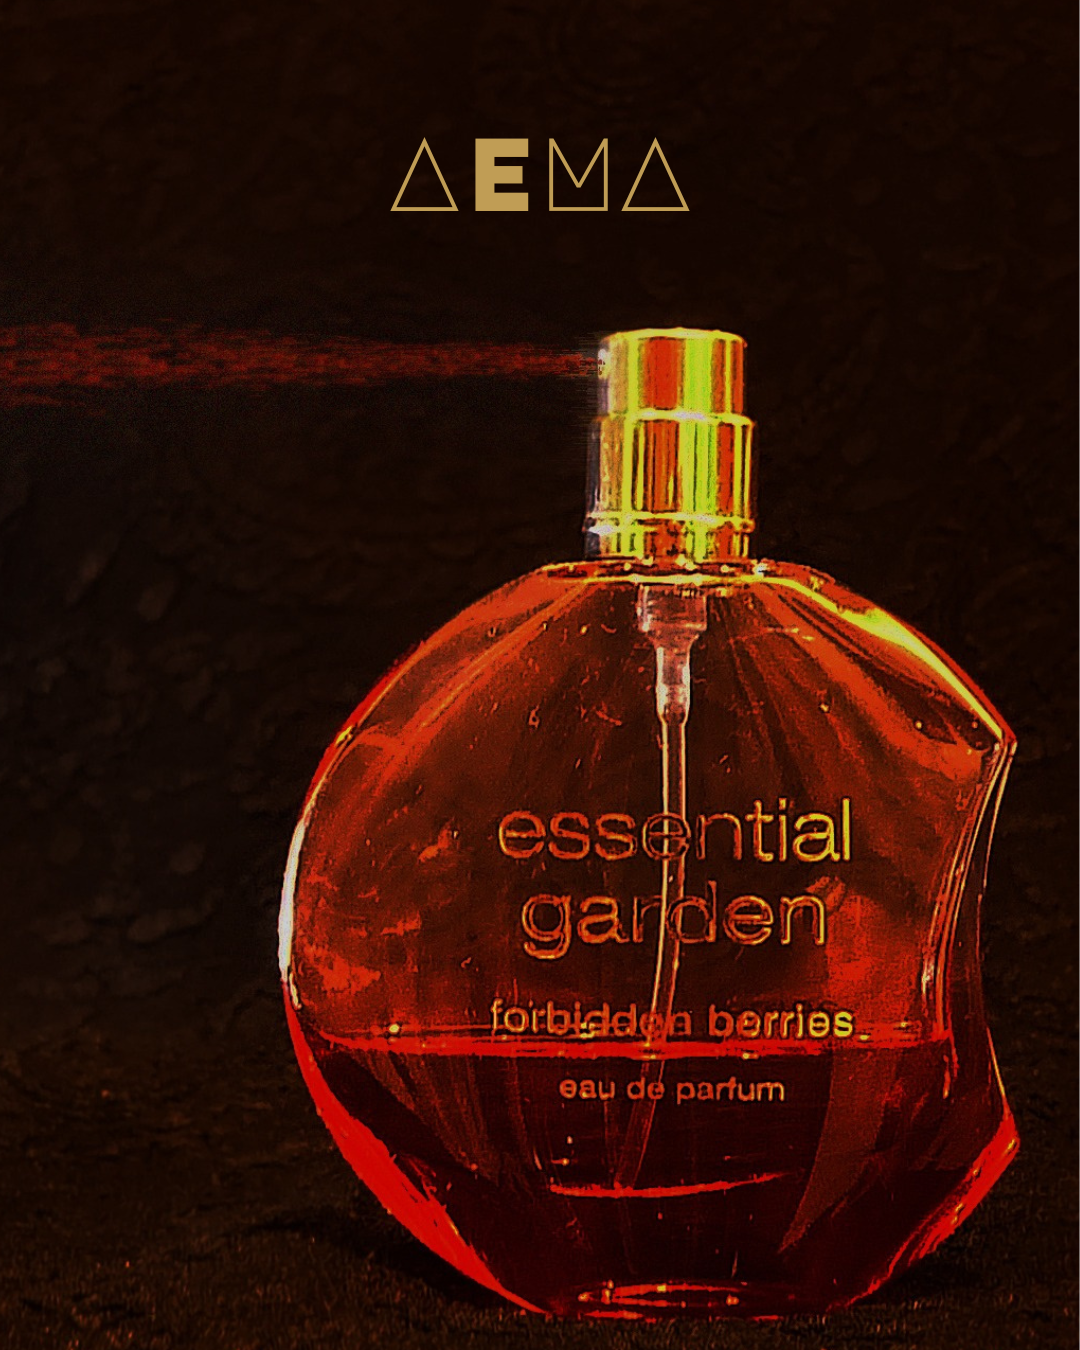 AEMA
essential
garden
forbidden berries
eau de parfum